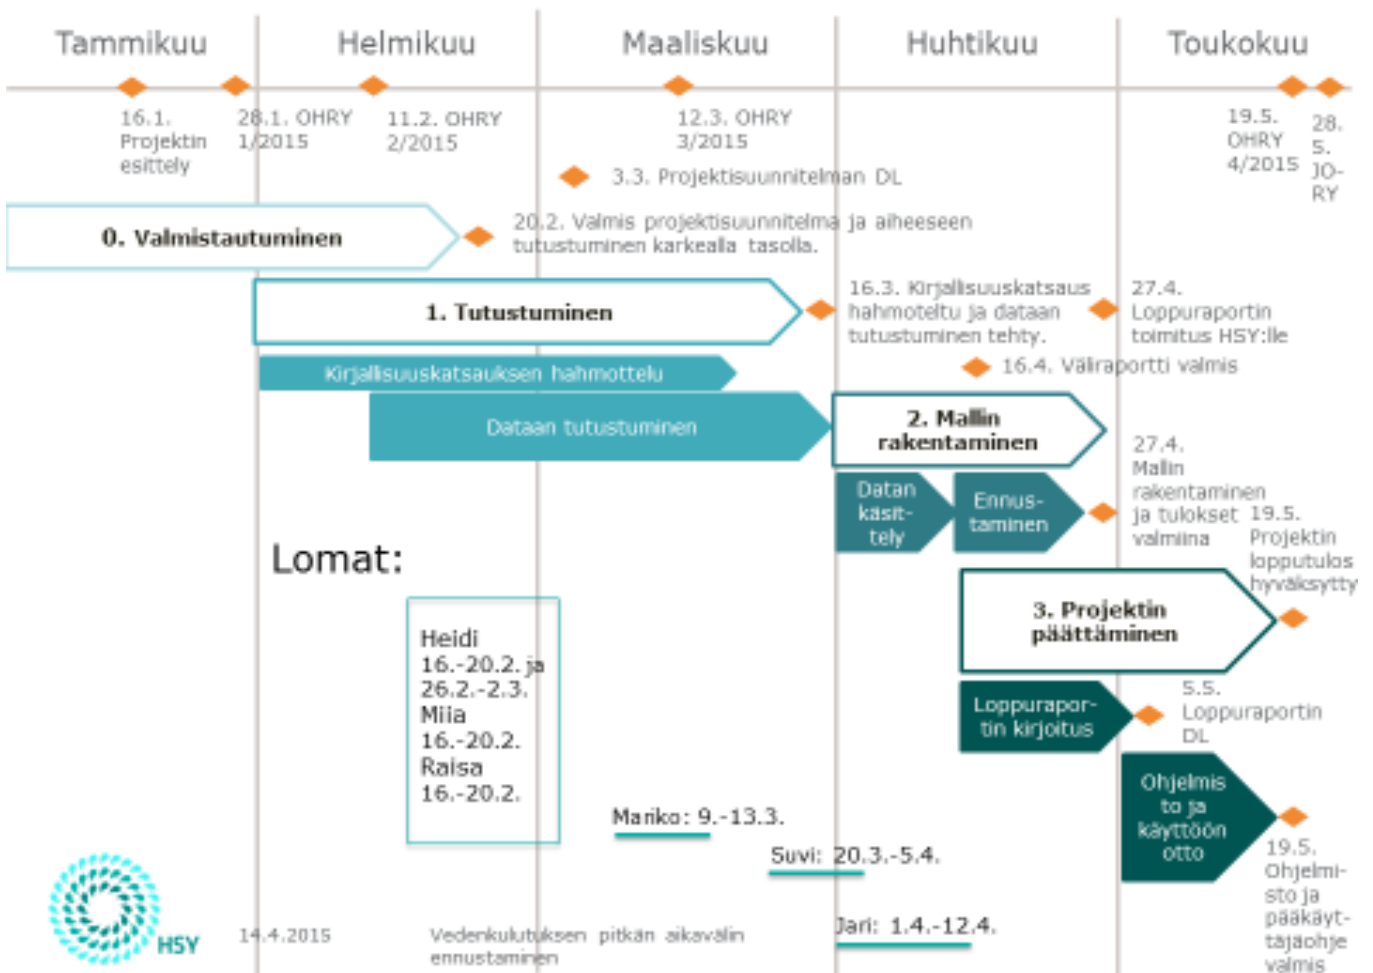 Tammikuu
Helmikuu
Maaliskuu
Huhtikuu
Toukokuu
16.1.
Projektin
esittely
28.1. OHRY
1/2015
11.2. OHRY
2/2015
12.3. OHRY
3/2015
19.5.
OHRY
4/2015
28.
5.
JO-
RY
3.3. Projektisuunnitelman DL
0. Valmistautuminen
20.2. Valmis projektisuunnitelma ja aiheeseen
tutustuminen karkealla tasolla.
1. Tutustuminen
16.3. Kirjallisuuskatsaus
hahmoteltu ja dataan
tutustuminen tehty.
27.4.
Loppuraportin
toimitus HSY:lle
Kirjallisuuskatsauksen hahmottelu
16.4. Väliraportti valmis
Dataan tutustuminen
2. Mallin
rakentaminen
27.4.
Mallin
rakentaminen
ja tulokset
valmiina
Datan
käsit-
tely
Ennus-
taminen
19.5.
Projektin
lopputulos
hyväksytty
Lomat:
3. Projektin
päättäminen
Heidi
16.-20.2. ja
26.2.-2.3.
Miia
16.-20.2.
Raisa
16.-20.2.
Loppurapor-
tin kirjoitus
5.5.
Loppuraportin
DL
Ohjelmis
to ja
käyttöön
otto
Mariko: 9.-13.3.
Suvi: 20.3.-5.4.
19.5.
Ohjelmi-
sto ja
pääkäyt-
täjäohje
valmis
Jari: 1.4.-12.4.
HSY
14.4.2015
Vedenkulutuksen pitkän aikavälin
ennustaminen